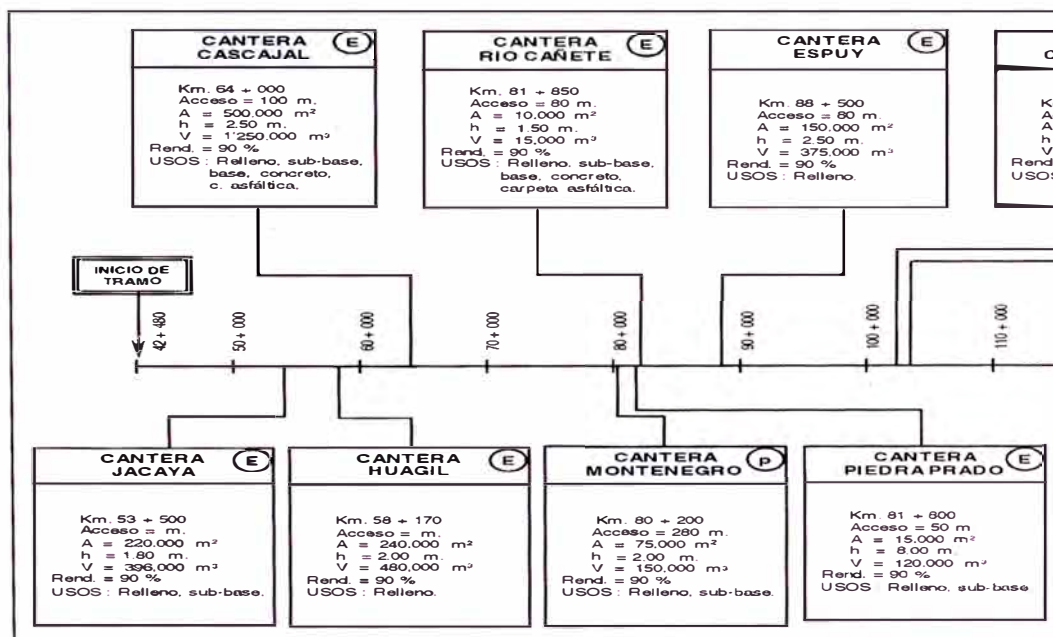 CANTERA
CASCAJAL
E
Km. 64 + 000
Acceso = 100 m.
A = 500,000 m²
h = 2.50 m.
V = 1'250,000 m³
Rend. = 90 %
USOS : Relleno, sub-base,
base, concreto,
c. asfáltica.
CANTERA
RIO CAÑETE
E
Km. 81 + 850
Acceso = 80 m.
A = 10,000 m²
h = 1.50 m.
V = 15,000 m³
Rend. = 90 %
USOS : Relleno, sub-base,
base, concreto,
carpeta asfáltica.
CANTERA
ESPUY
E
Km. 88 + 500
Acceso = 80 m.
A = 150,000 m²
h = 2.50 m.
V = 375,000 m³
Rend. = 90 %
USOS : Relleno.
INICIO DE
TRAMO
42 + 480
50 + 000
60 + 000
70 + 000
80 + 000
90 + 000
100 + 000
110 + 000
CANTERA
JACAYA
E
Km. 53 + 500
Acceso = m.
A = 220,000 m²
h = 1.80 m.
V = 396,000 m³
Rend. = 90 %
USOS : Relleno, sub-base.
CANTERA
HUAGIL
E
Km. 58 + 170
Acceso = m.
A = 240,000 m²
h = 2.00 m.
V = 480,000 m³
Rend. = 90 %
USOS : Relleno.
CANTERA
MONTENEGRO
P
Km. 80 + 200
Acceso = 280 m.
A = 75,000 m²
h = 2.00 m.
V = 150,000 m³
Rend. = 90 %
USOS : Relleno, sub-base.
CANTERA
PIEDRA PRADO
E
Km. 81 + 600
Acceso = 50 m
A = 15,000 m²
h = 8.00 m.
V = 120,000 m³
Rend. = 90 %
USOS : Relleno, sub-base